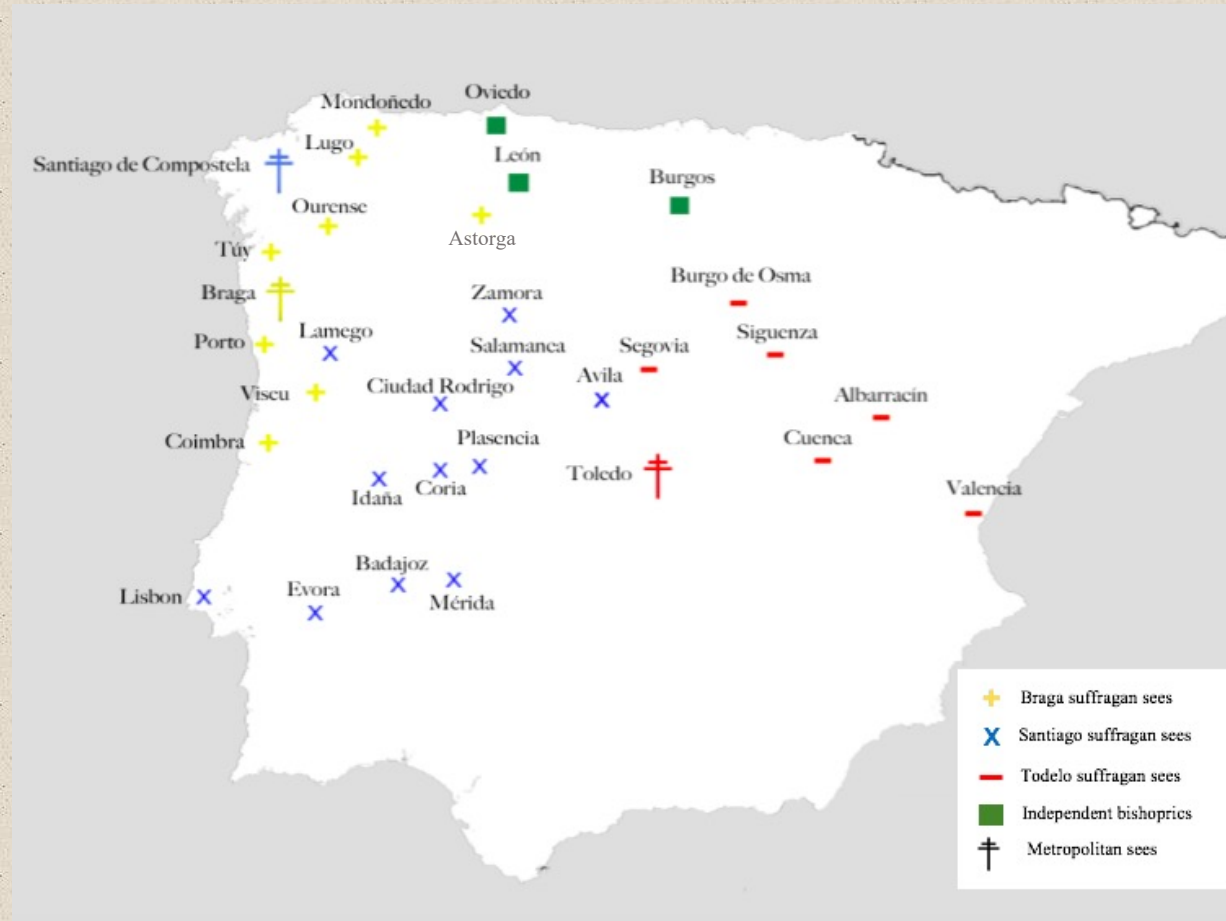 Oviedo
Mondoñedo
Lugo
León
Santiago de Compostela
Burgos
Ourense
Astorga
Túy
Burgo de Osma
Braga
Zamora
Lamego
Siguenza
Porto
Salamanca
Segovia
Avila
Ciudad Rodrigo
Viseu
Albarracín
Coimbra
Plasencia
Cuenca
Toledo
Idaña
Coria
Valencia
Badajoz
Evora
Lisbon
Mérida
Braga suffragan sees
Santiago suffragan sees
Todelo suffragan sees
Independent bishoprics
Metropolitan sees